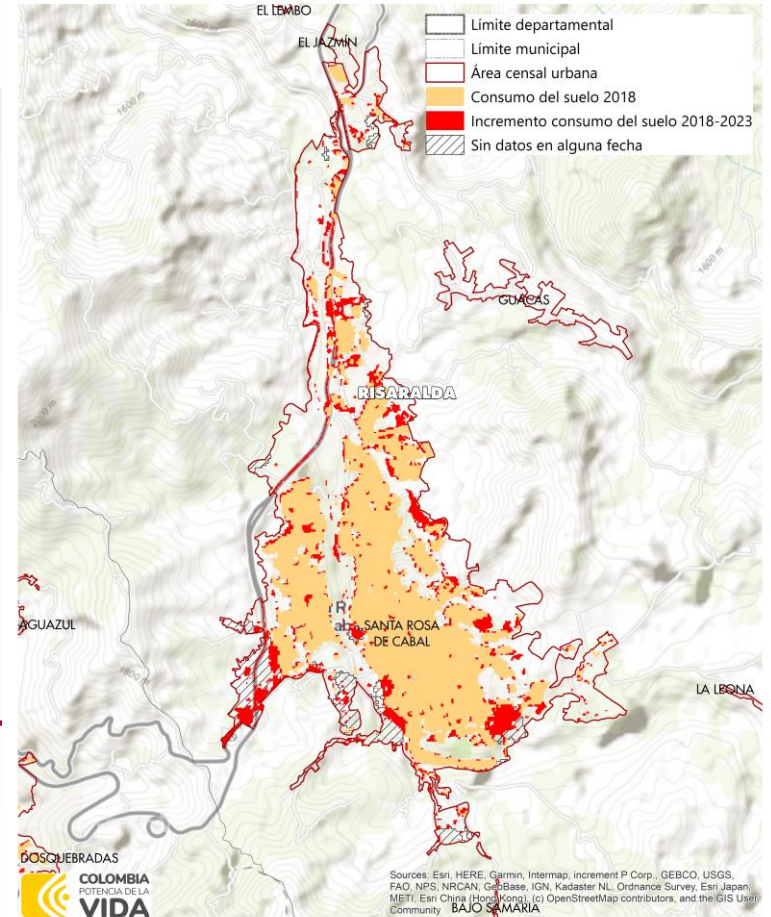 EL LEMBO
EL JAZMÍN
Límite departamental
Límite municipal
Área censal urbana
Consumo del suelo 2018
Incremento consumo del suelo 2018-2023
Sin datos en alguna fecha
1600 m
1600 m
GUACAS
RISARALDA
2000 m
AGUAZUL
SANTA ROSA
DE CABAL
LA LEONA
1800 m
DOSQUEBRADAS
COLOMBIA
POTENCIA DE LA
VIDA
Sources: Esri, HERE, Garmin, Intermap, increment P Corp., GEBCO, USGS,
FAO, NPS, NRCAN, GeoBase, IGN, Kadaster NL, Ordnance Survey, Esri Japan,
METI, Esri China (Hong Kong), (c) OpenStreetMap contributors, and the GIS User
Community
BAJO SAMARIA